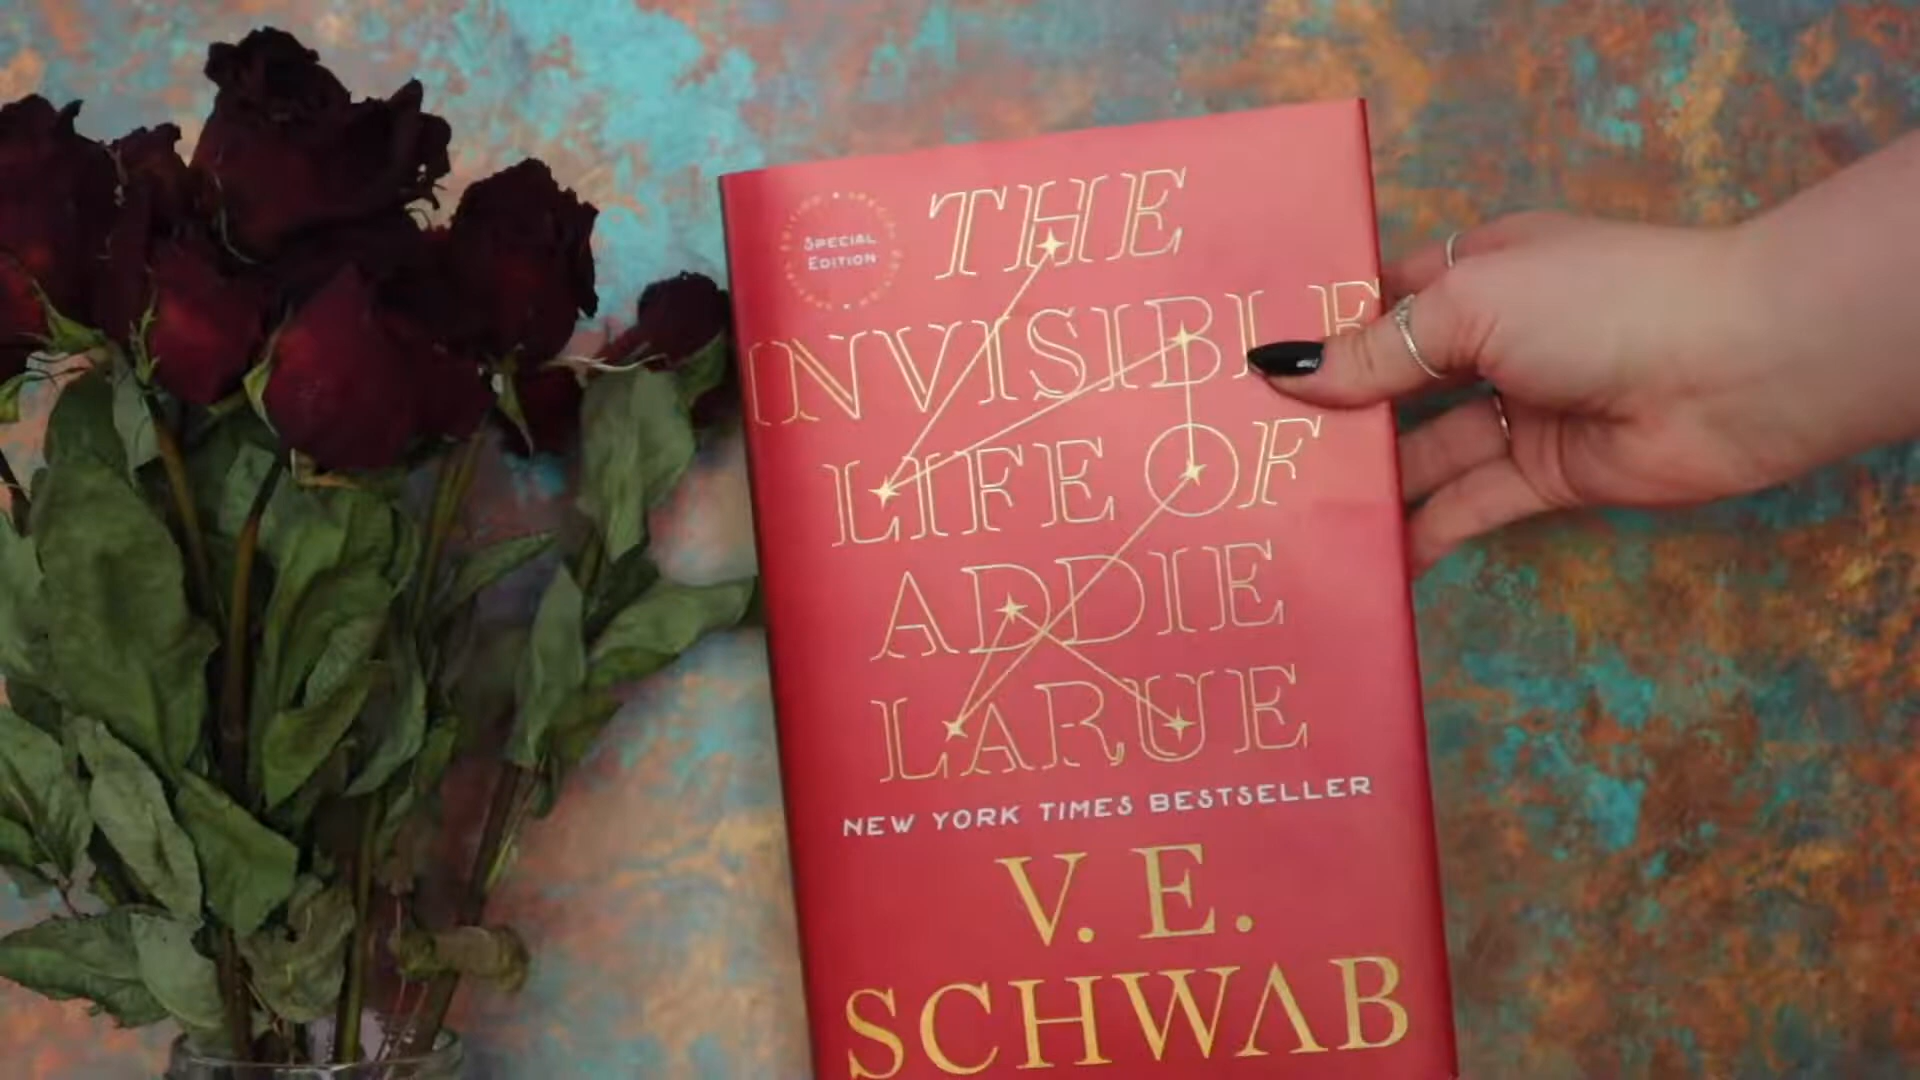 SPECIAL
EDITION
THE
INVISIBLE
LIFE OF
ADDIE
LARUE
NEW YORK TIMES BESTSELLER
V. E.
SCHWAB